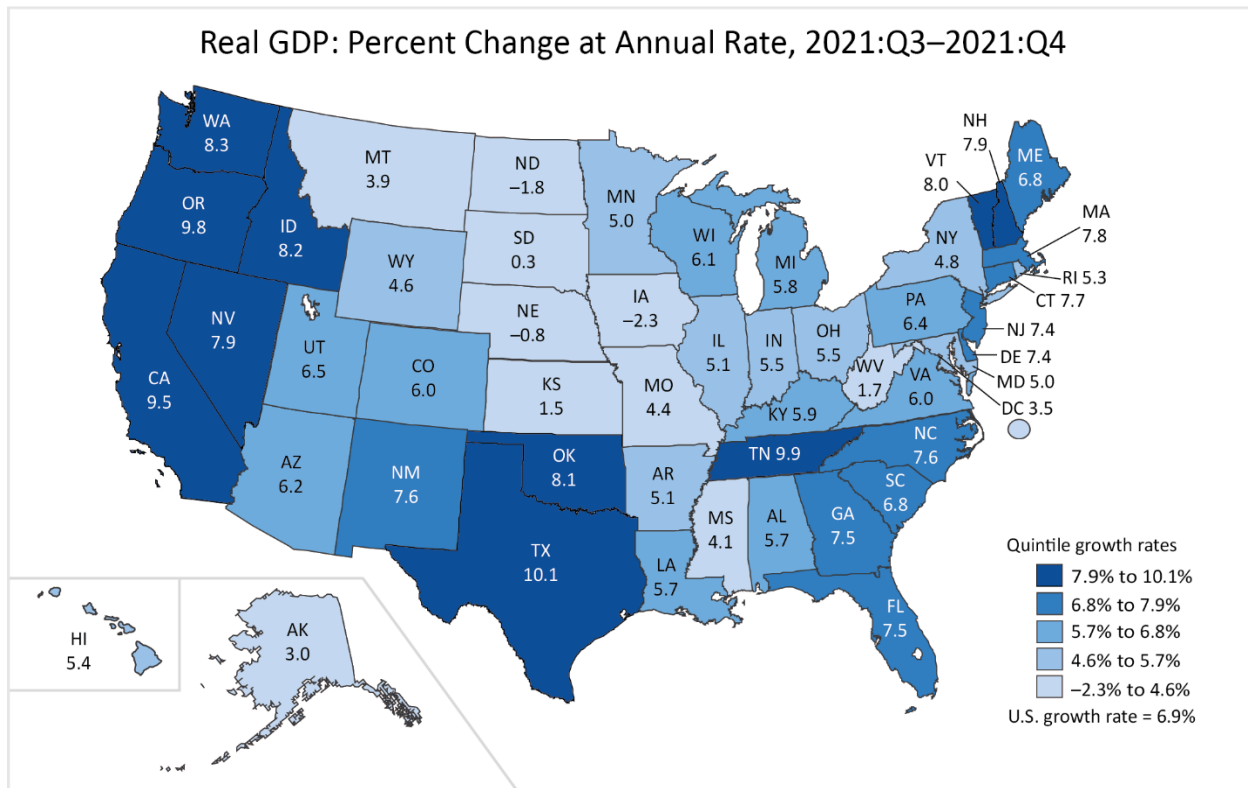 Real GDP: Percent Change at Annual Rate, 2021:Q3–2021:Q4
WA
8.3
OR
9.8
ID
8.2
MT
3.9
ND
–1.8
MN
5.0
SD
0.3
WY
4.6
WI
6.1
MI
5.8
NH
7.9
VT
8.0
ME
6.8
MA
7.8
NY
4.8
RI 5.3
CT 7.7
PA
6.4
NJ 7.4
DE 7.4
MD 5.0
DC 3.5
NE
–0.8
IA
–2.3
IL
5.1
IN
5.5
OH
5.5
WV
1.7
VA
6.0
NV
7.9
CA
9.5
UT
6.5
CO
6.0
KS
1.5
MO
4.4
KY 5.9
NC
7.6
TN 9.9
SC
6.8
AZ
6.2
NM
7.6
OK
8.1
AR
5.1
MS
4.1
AL
5.7
GA
7.5
TX
10.1
LA
5.7
FL
7.5
HI
5.4
AK
3.0
Quintile growth rates
7.9% to 10.1%
6.8% to 7.9%
5.7% to 6.8%
4.6% to 5.7%
–2.3% to 4.6%
U.S. growth rate = 6.9%